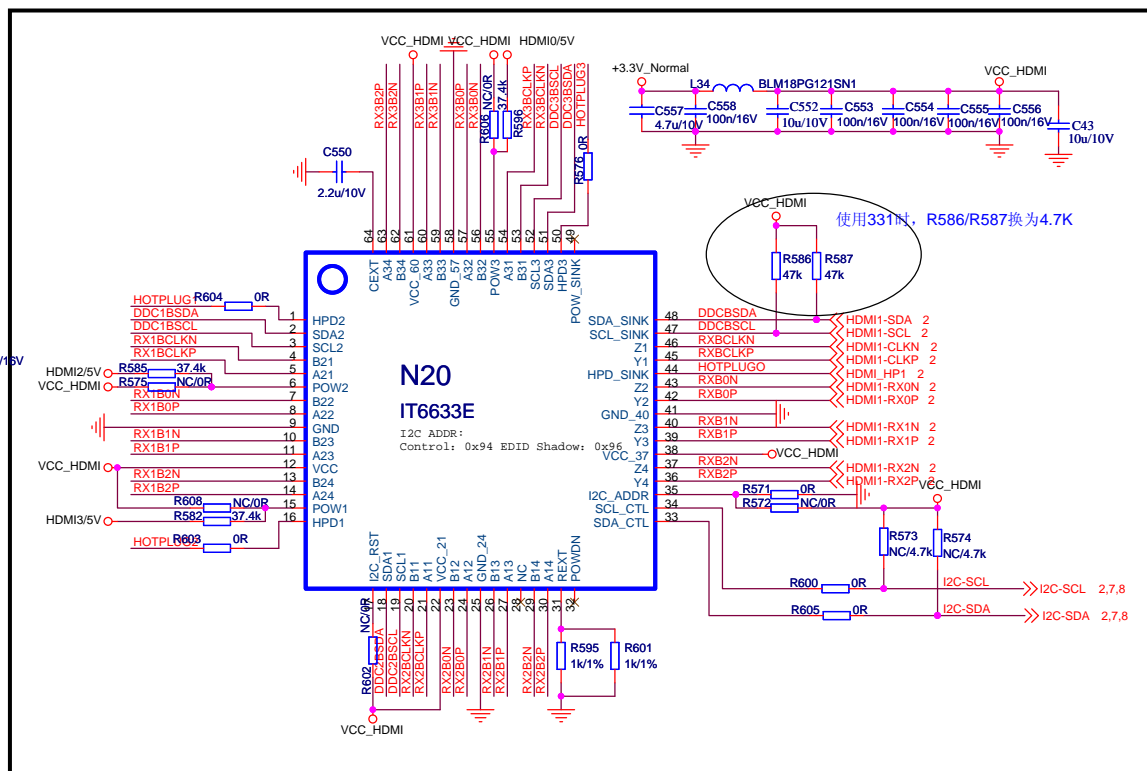 VCC_HDMI VCC_HDMI HDMI0/5V
RX3B2P
RX3B2N
RX3B1P
RX3B1N
RX3B0P
RX3B0N
R606 NC/0R
37.4k
R596
RX3BCLKP
RX3BCLKN
DDC3BSCL
DDC3BSDA
HOTPLUG3
R576 0R
C550
2.2u/10V
+3.3V_Normal
L34
BLM18PG121SN1
VCC_HDMI
C557
4.7u/10V
C558
100n/16V
C552
10u/10V
C553
100n/16V
C554
100n/16V
C555
100n/16V
C556
100n/16V
C43
10u/10V
VCC_HDMI
使用331时，R586/R587换为4.7K
R586
47k
R587
47k
64 63 62 61 60 59 58 57 56 55 54 53 52 51 50 49
CEXT
A34
B34
VCC_60
A33
B33
GND_57
A32
B32
POW3
A31
B31
SCL3
SDA3
HPD3
POW_SINK
N20
IT6633E
I2C ADDR:
Control: 0x94 EDID Shadow: 0x96
/16V
HOTPLUG1 R604 0R 1 HPD2
DDC1BSDA 2 SDA2
DDC1BSCL 3 SCL2
RX1BCLKN 4 B21
RX1BCLKP 5 A21
HDMI2/5V R585 37.4k
VCC_HDMI R575 NC/0R 6 POW2
RX1B0N 7 B22
RX1B0P 8 A22
9 GND
RX1B1N 10 B23
RX1B1P 11 A23
VCC_HDMI 12 VCC
RX1B2N 13 B24
RX1B2P 14 A24
R608 NC/0R 15 POW1
HDMI3/5V R582 37.4k 16 HPD1
HOTPLUG2 R603 0R
SDA_SINK 48 DDCBSDA HDMI1-SDA 2
SCL_SINK 47 DDCBSCL HDMI1-SCL 2
Z1 46 RXBCLKN HDMI1-CLKN 2
Y1 45 RXBCLKP HDMI1-CLKP 2
HPD_SINK 44 HOTPLUGO HDMI_HP1 2
Z2 43 RXB0N HDMI1-RX0N 2
Y2 42 RXB0P HDMI1-RX0P 2
GND_40 41
Z3 40 RXB1N HDMI1-RX1N 2
Y3 39 RXB1P HDMI1-RX1P 2
VCC_37 38 VCC_HDMI
Z4 37 RXB2N HDMI1-RX2N 2
Y4 36 RXB2P HDMI1-RX2P 2
I2C_ADDR 35 R571 0R
R572 NC/0R
VCC_HDMI
SCL_CTL 34
SDA_CTL 33
R573
NC/4.7k
R574
NC/4.7k
R600 0R I2C-SCL I2C-SCL 2,7,8
R605 0R I2C-SDA I2C-SDA 2,7,8
I2C_RST
SDA1
SCL1
B11
A11
VCC_21
B12
A12
GND_24
B13
A13
NC
B14
A14
REXT
POWDN
17 18 19 20 21 22 23 24 25 26 27 28 29 30 31 32
NC/0R
R602
DDC2BSDA
DDC2BSCL
RX2BCLKN
RX2BCLKP
RX2B0N
RX2B0P
RX2B1N
RX2B1P
RX2B2N
RX2B2P
R595
1k/1%
R601
1k/1%
VCC_HDMI